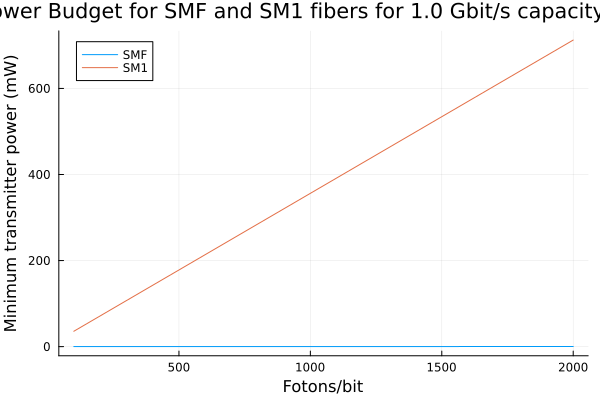 ower Budget for SMF and SM1 fibers for 1.0 Gbit/s capacity
SMF
SM1
Minimum transmitter power (mW)
600
400
200
0
500
1000
1500
2000
Fotons/bit